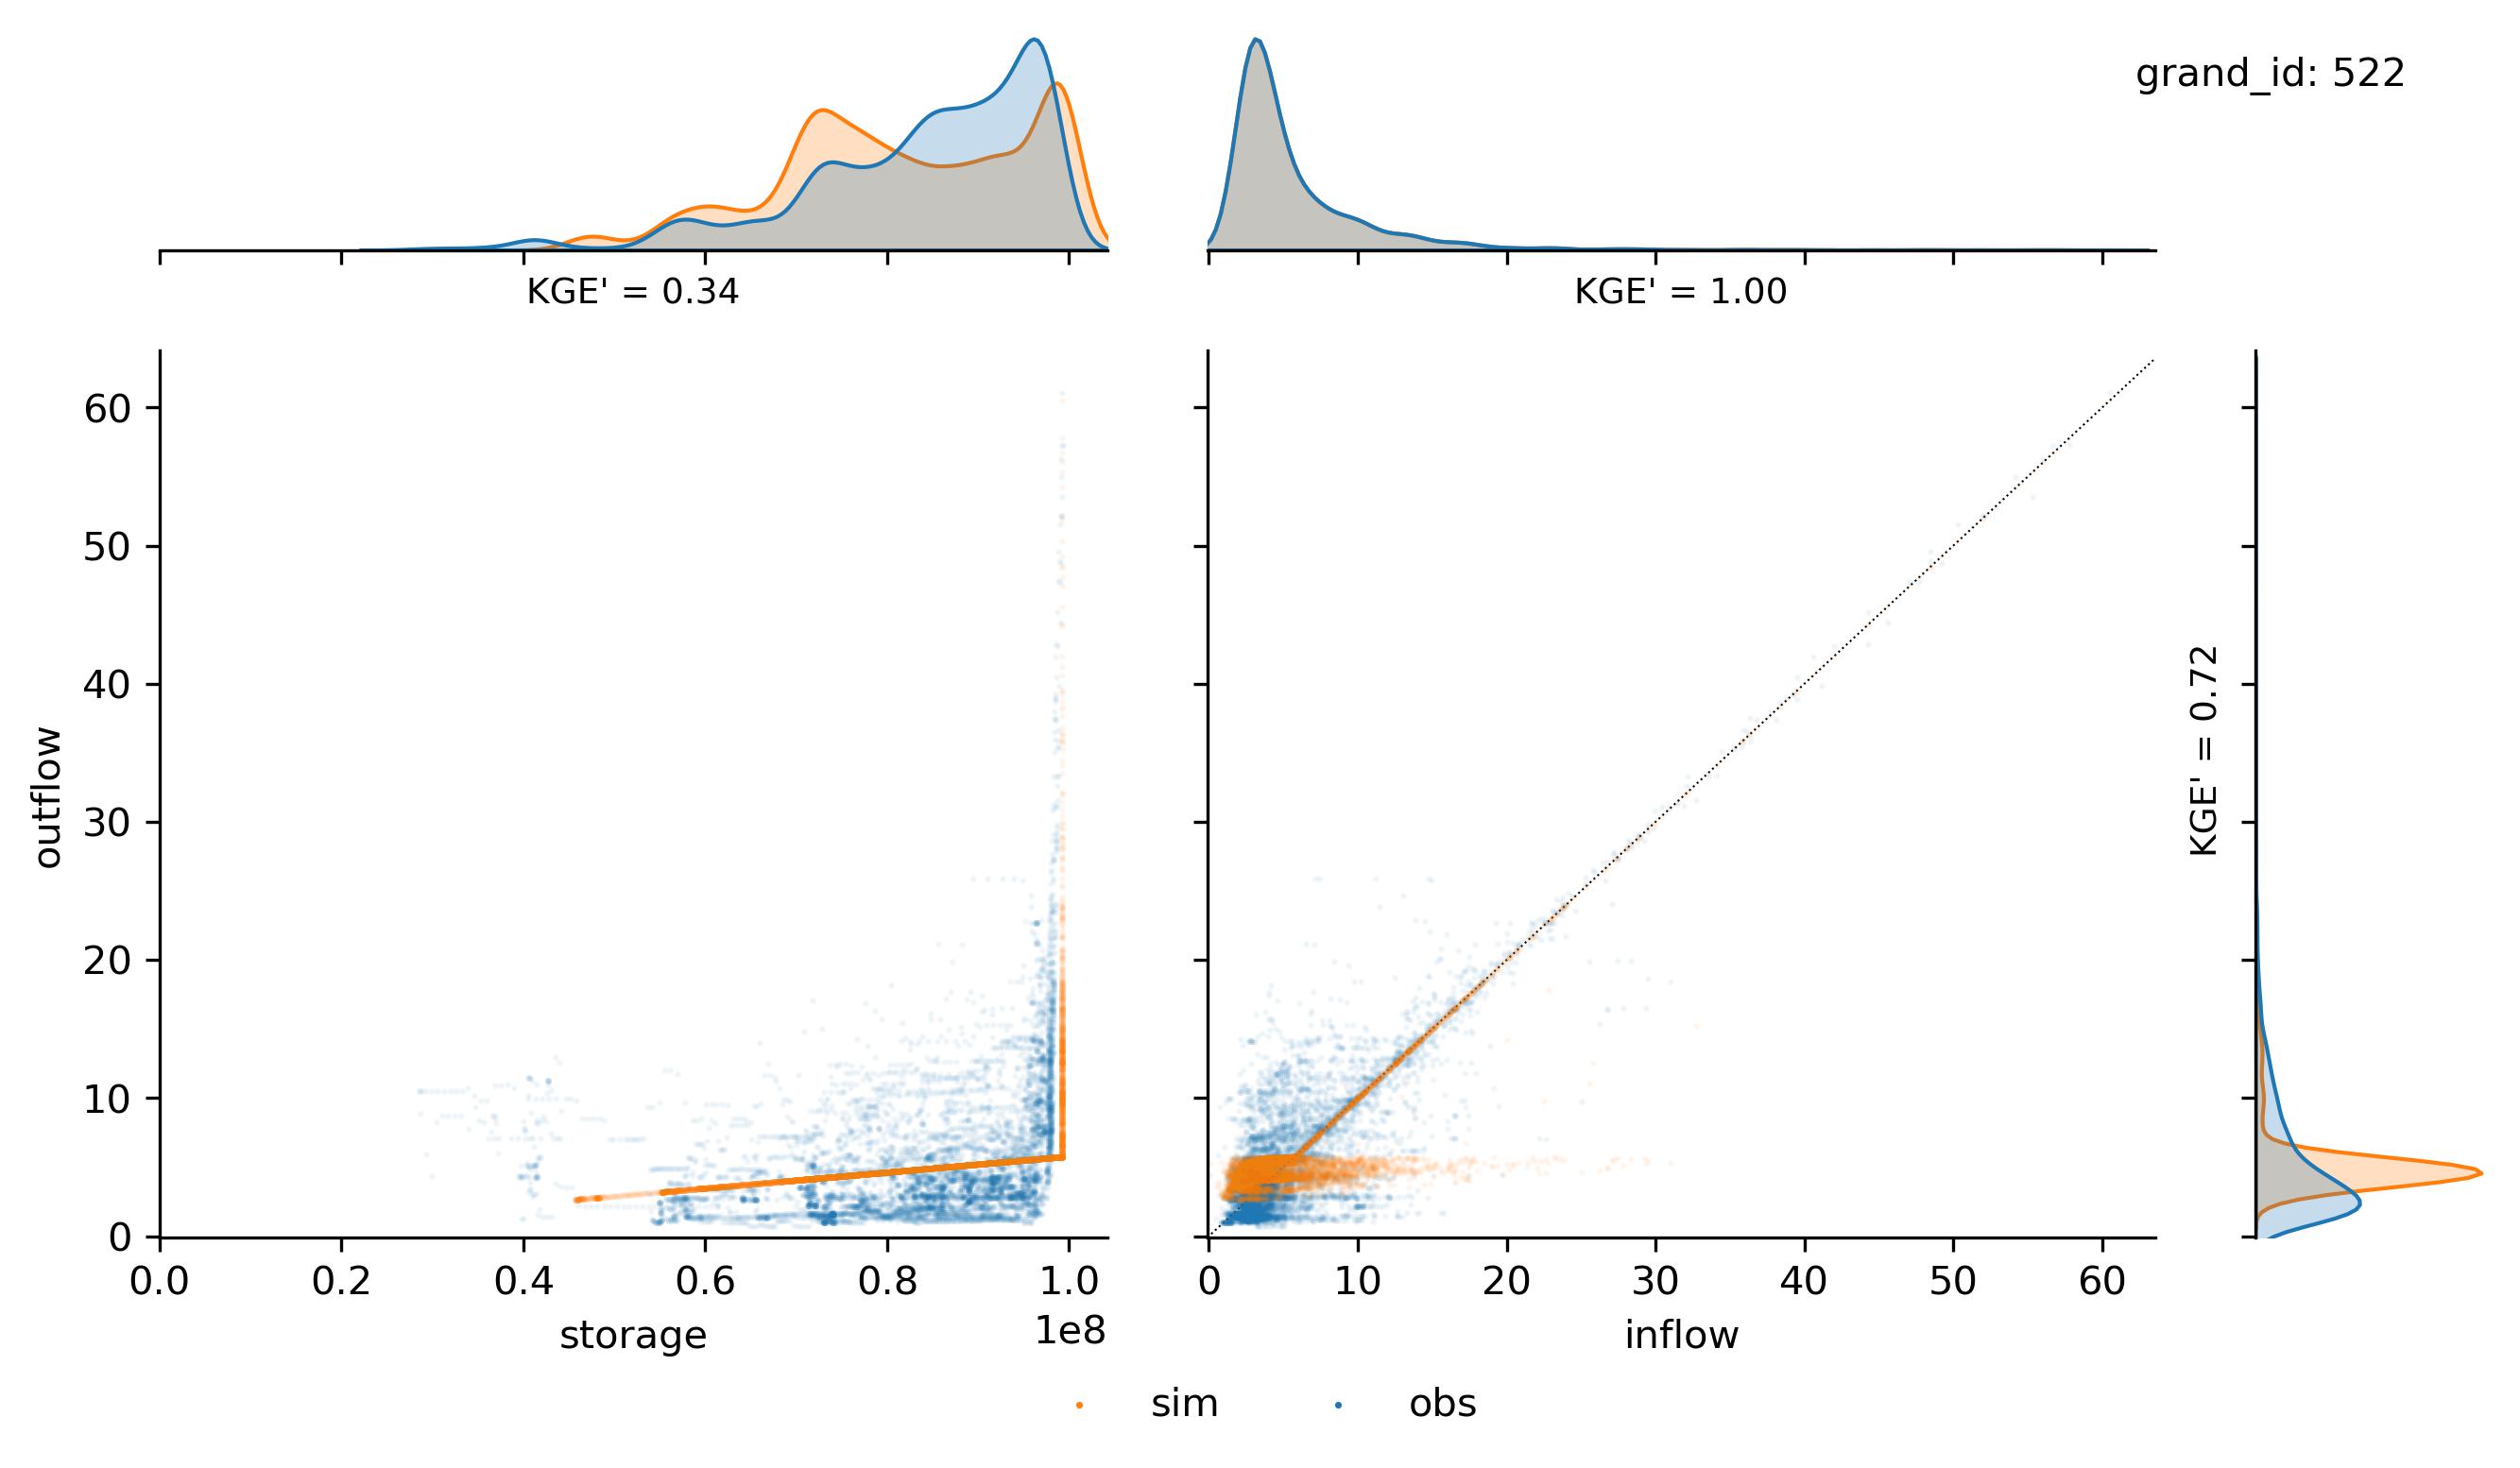 grand_id: 522
KGE' = 0.34
KGE' = 1.00
outflow
60
50
40
30
20
10
0
KGE' = 0.72
0.0 0.2 0.4 0.6 0.8 1.0
1e8
storage
0 10 20 30 40 50 60
inflow
sim obs